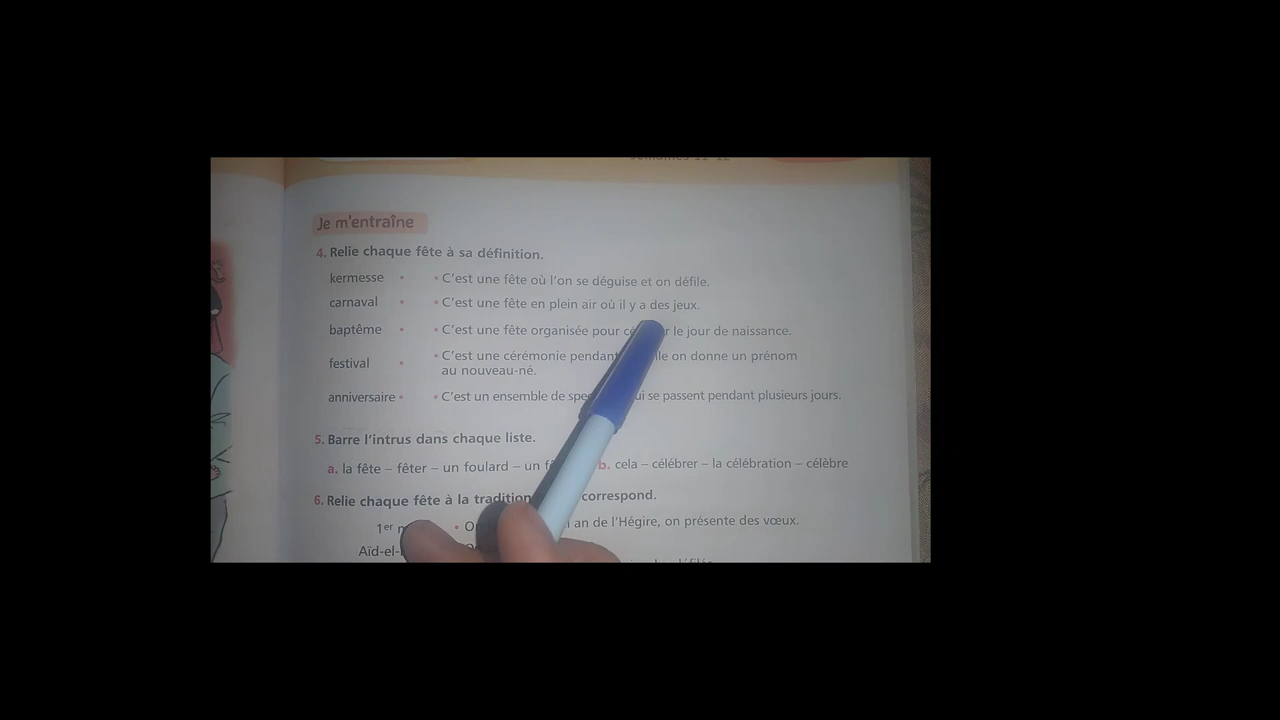 Je m'entraîne
4. Relie chaque fête à sa définition.
kermesse • • C'est une fête où l'on se déguise et on défile.
carnaval • • C'est une fête en plein air où il y a des jeux.
baptême • • C'est une fête organisée pour le jour de naissance.
festival • • C'est une cérémonie pendant on donne un prénom
au nouveau-né.
anniversaire • • C'est un ensemble de se passent pendant plusieurs jours.
5. Barre l'intrus dans chaque liste.
a. la fête – fêter – un foulard – un b. cela – célébrer – la célébration – célèbre
6. Relie chaque fête à la tradition correspond.
1er • an de l'Hégire, on présente des vœux.
Aïd-el-